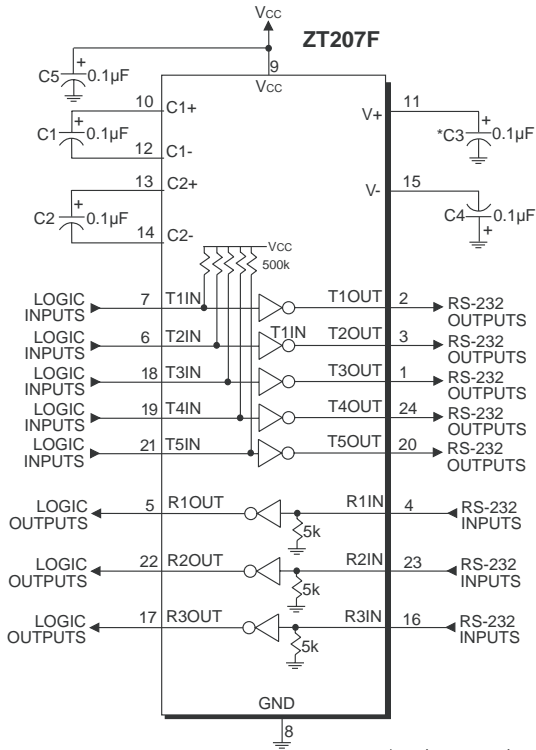 Vcc
ZT207F
9
Vcc
C5 + 0.1µF
10 C1+
C1 + 0.1µF
12 C1-
13 C2+
C2 + 0.1µF
14 C2-
V+ 11
*C3 + 0.1µF
V- 15
C4 0.1µF +
Vcc
500k
LOGIC INPUTS 7 T1IN T1OUT 2 RS-232 OUTPUTS
LOGIC INPUTS 6 T2IN T1IN T2OUT 3 RS-232 OUTPUTS
LOGIC INPUTS 18 T3IN T3OUT 1 RS-232 OUTPUTS
LOGIC INPUTS 19 T4IN T4OUT 24 RS-232 OUTPUTS
LOGIC INPUTS 21 T5IN T5OUT 20 RS-232 OUTPUTS
LOGIC OUTPUTS 5 R1OUT R1IN 4 RS-232 INPUTS
5k
LOGIC OUTPUTS 22 R2OUT R2IN 23 RS-232 INPUTS
5k
LOGIC OUTPUTS 17 R3OUT R3IN 16 RS-232 INPUTS
5k
GND
8